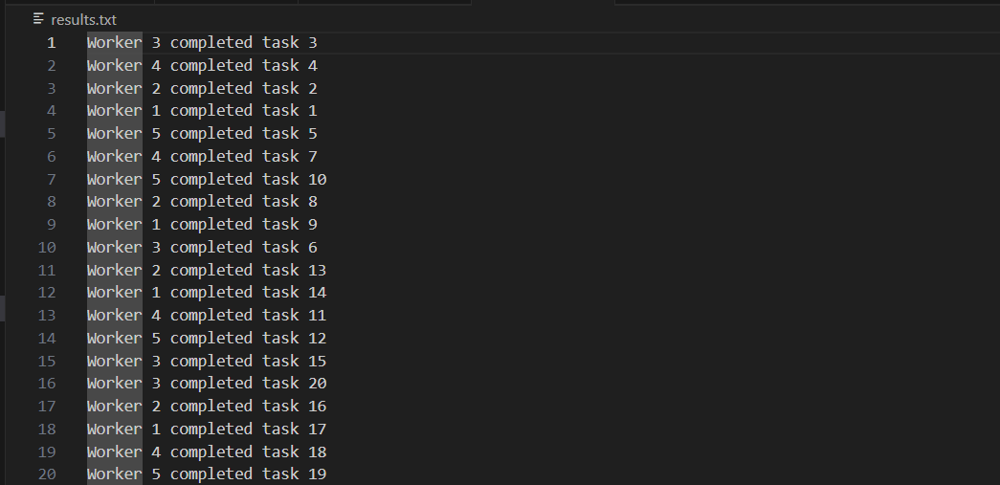 results.txt
1 Worker 3 completed task 3
2 Worker 4 completed task 4
3 Worker 2 completed task 2
4 Worker 1 completed task 1
5 Worker 5 completed task 5
6 Worker 4 completed task 7
7 Worker 5 completed task 10
8 Worker 2 completed task 8
9 Worker 1 completed task 9
10 Worker 3 completed task 6
11 Worker 2 completed task 13
12 Worker 1 completed task 14
13 Worker 4 completed task 11
14 Worker 5 completed task 12
15 Worker 3 completed task 15
16 Worker 3 completed task 20
17 Worker 2 completed task 16
18 Worker 1 completed task 17
19 Worker 4 completed task 18
20 Worker 5 completed task 19